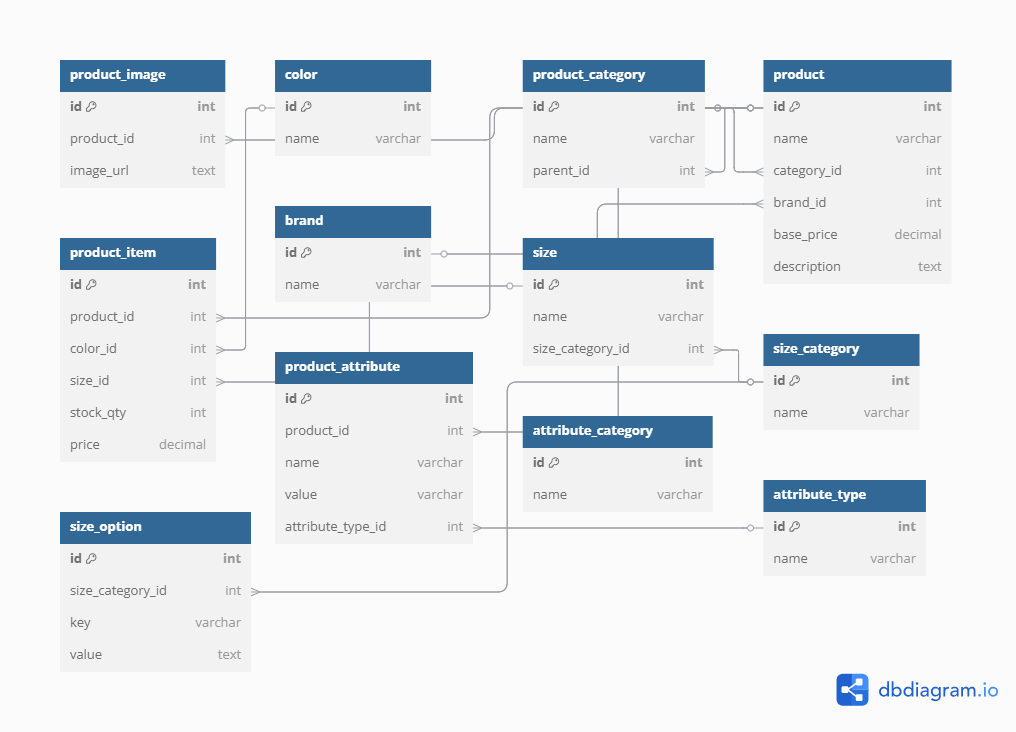 product_image
id int
product_id int
image_url text
color
id int
name varchar
product_category
id int
name varchar
parent_id int
product
id int
name varchar
category_id int
brand_id int
base_price decimal
description text
brand
id int
name varchar
product_item
id int
product_id int
color_id int
size_id int
stock_qty int
price decimal
size
id int
name varchar
size_category_id int
size_category
id int
name varchar
product_attribute
id int
product_id int
name varchar
value varchar
attribute_type_id int
attribute_category
id int
name varchar
attribute_type
id int
name varchar
size_option
id int
size_category_id int
key varchar
value text
dbdiagram.io